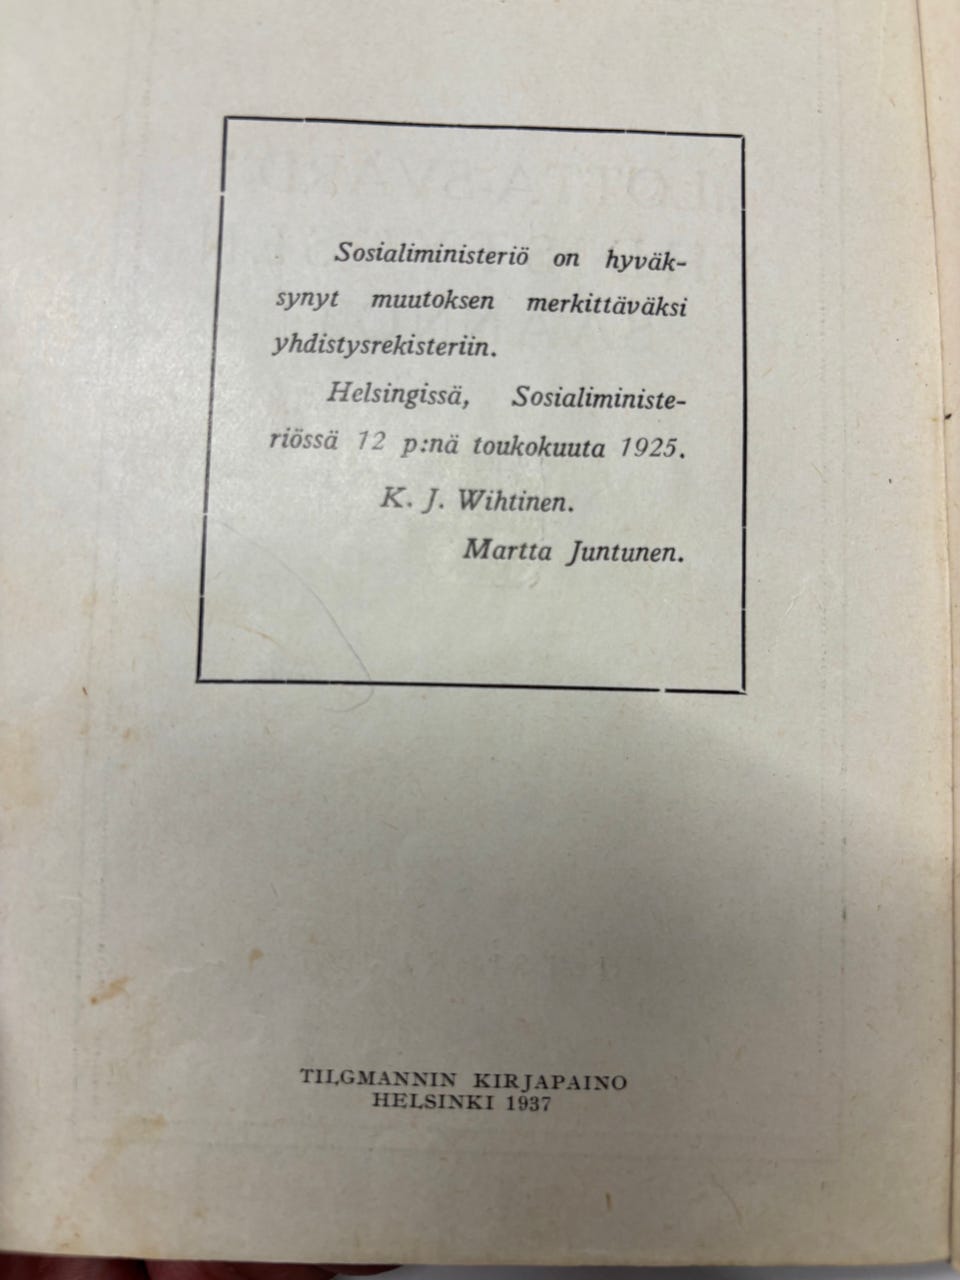 Sosialiministeriö on hyväk-
synyt muutoksen merkittäväksi
yhdistysrekisteriin.
Helsingissä, Sosialiministe-
riössä 12 p:nä toukokuuta 1925.
K. J. Wihtinen.
Martta Juntunen.
TILGMANNIN KIRJAPAINO
HELSINKI 1937